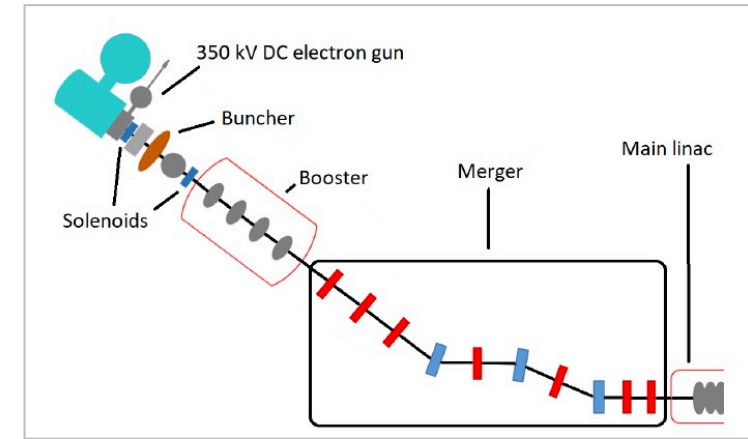 350 kV DC electron gun
Buncher
Main linac
Booster
Merger
Solenoids